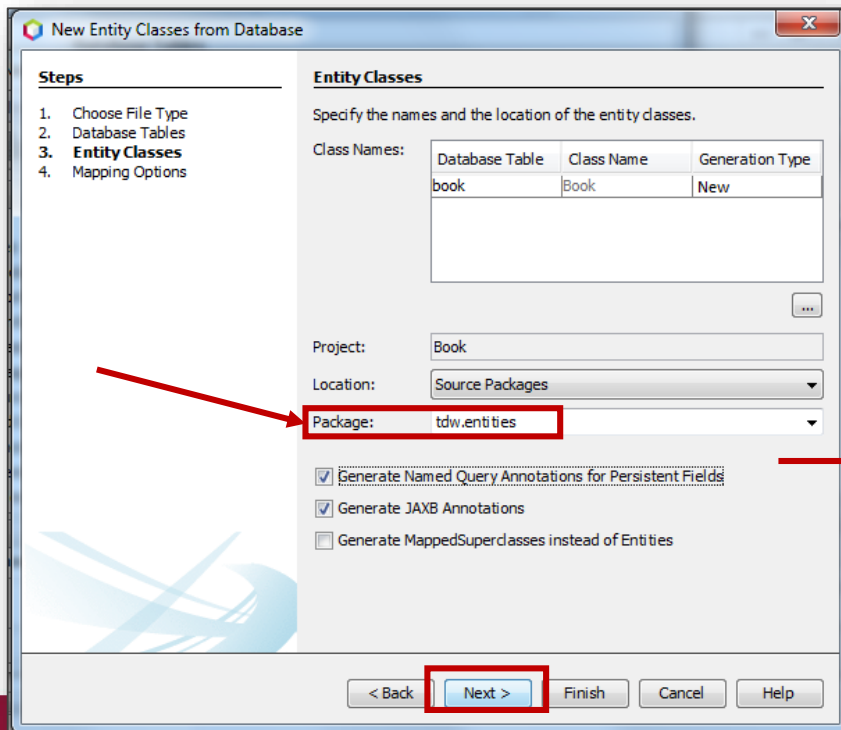 New Entity Classes from Database
Steps
1. Choose File Type
2. Database Tables
3. Entity Classes
4. Mapping Options
Entity Classes
Specify the names and the location of the entity classes.
Class Names:
Database Table Class Name Generation Type
book Book New
...
Project: Book
Location: Source Packages
Package: tdw.entities
Generate Named Query Annotations for Persistent Fields
Generate JAXB Annotations
Generate MappedSuperclasses instead of Entities
< Back Next > Finish Cancel Help